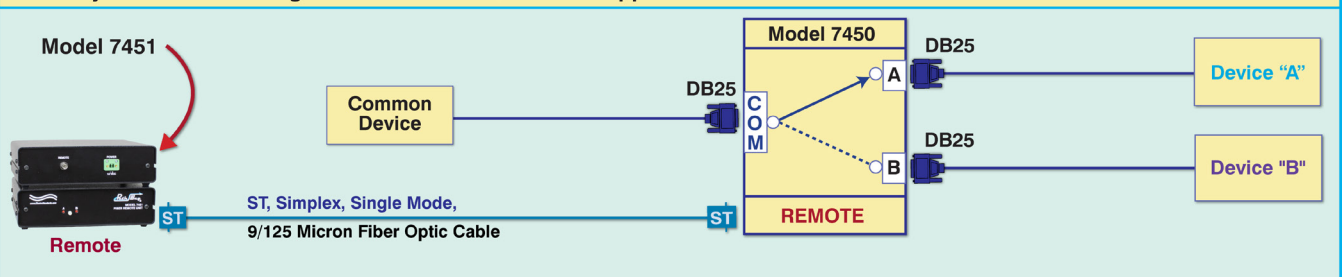 Model 7451
Remote
ST
ST, Simplex, Single Mode,
9/125 Micron Fiber Optic Cable
ST
Common
Device
DB25
Model 7450
COM
A
B
REMOTE
DB25
Device “A”
DB25
Device "B"